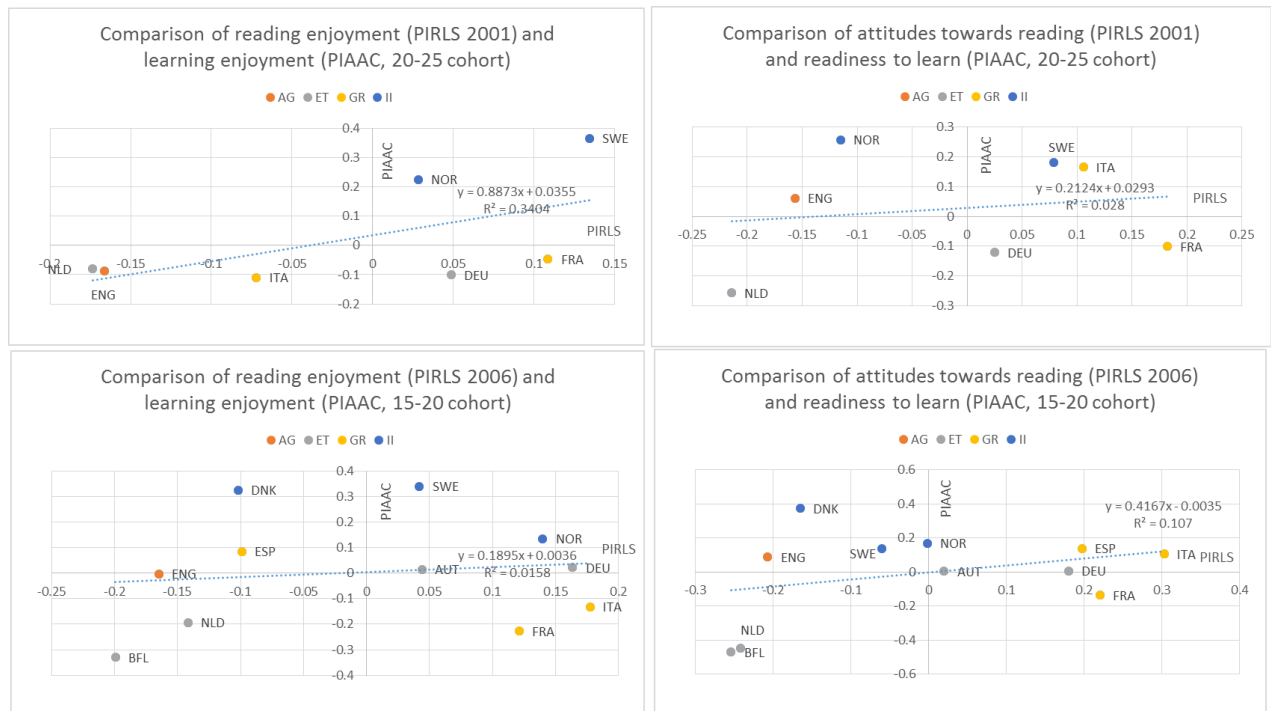 Comparison of reading enjoyment (PIRLS 2001) and
learning enjoyment (PIAAC, 20-25 cohort)
AG ET GR II
0.4
0.3
0.2
0.1
0
-0.1
-0.2
-0.2 -0.15 -0.1 -0.05 0 0.05 0.1 0.15
PIAAC
SWE
NOR
y = 0.8873x + 0.0355
R² = 0.3404
PIRLS
NLD
ENG
ITA
DEU
FRA
Comparison of attitudes towards reading (PIRLS 2001)
and readiness to learn (PIAAC, 20-25 cohort)
AG ET GR II
0.3
0.2
0.1
0
-0.1
-0.2
-0.3
-0.25 -0.2 -0.15 -0.1 -0.05 0 0.05 0.1 0.15 0.2 0.25
PIAAC
NOR
SWE
ITA
ENG
y = 0.2124x + 0.0293
R² = 0.028
PIRLS
DEU
FRA
NLD
Comparison of reading enjoyment (PIRLS 2006) and
learning enjoyment (PIAAC, 15-20 cohort)
AG ET GR II
0.4
0.3
0.2
0.1
0
-0.1
-0.2
-0.3
-0.4
-0.2 -0.15 -0.1 -0.05 0 0.05 0.1 0.15 0.2
PIAAC
DNK
SWE
NOR
ESP
y = 0.1895x + 0.0036
R² = 0.0158
PIRLS
ENG
AUT
DEU
NLD
ITA
FRA
BFL
Comparison of attitudes towards reading (PIRLS 2006)
and readiness to learn (PIAAC, 15-20 cohort)
AG ET GR II
0.6
0.4
0.2
0
-0.2
-0.4
-0.6
-0.3 -0.2 -0.1 0 0.1 0.2 0.3 0.4
PIAAC
DNK
y = 0.4167x - 0.0035
R² = 0.107
ENG
SWE
NOR
ESP
ITA
PIRLS
AUT
DEU
FRA
NLD
BFL